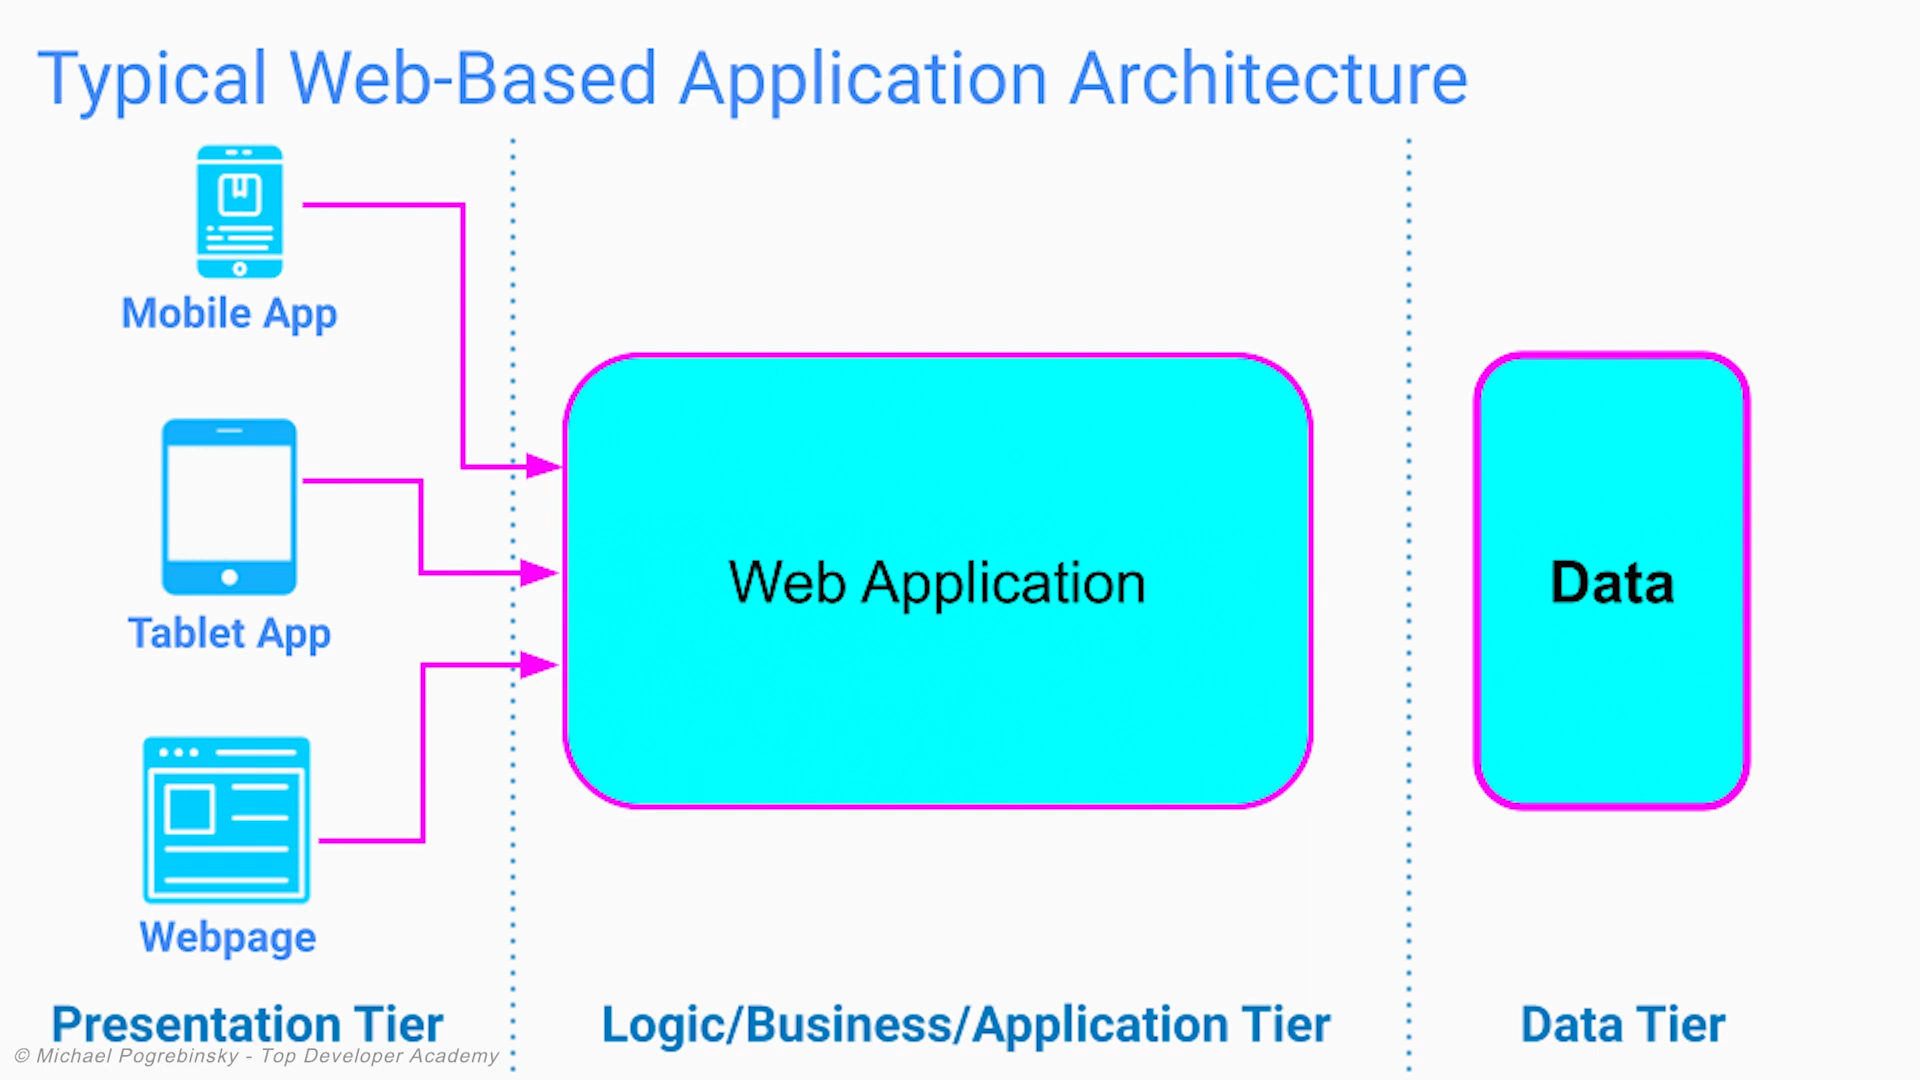 Typical Web-Based Application Architecture
Mobile App
Tablet App
Webpage
Web Application
Data
Presentation Tier
Logic/Business/Application Tier
Data Tier
© Michael Pogrebinsky - Top Developer Academy